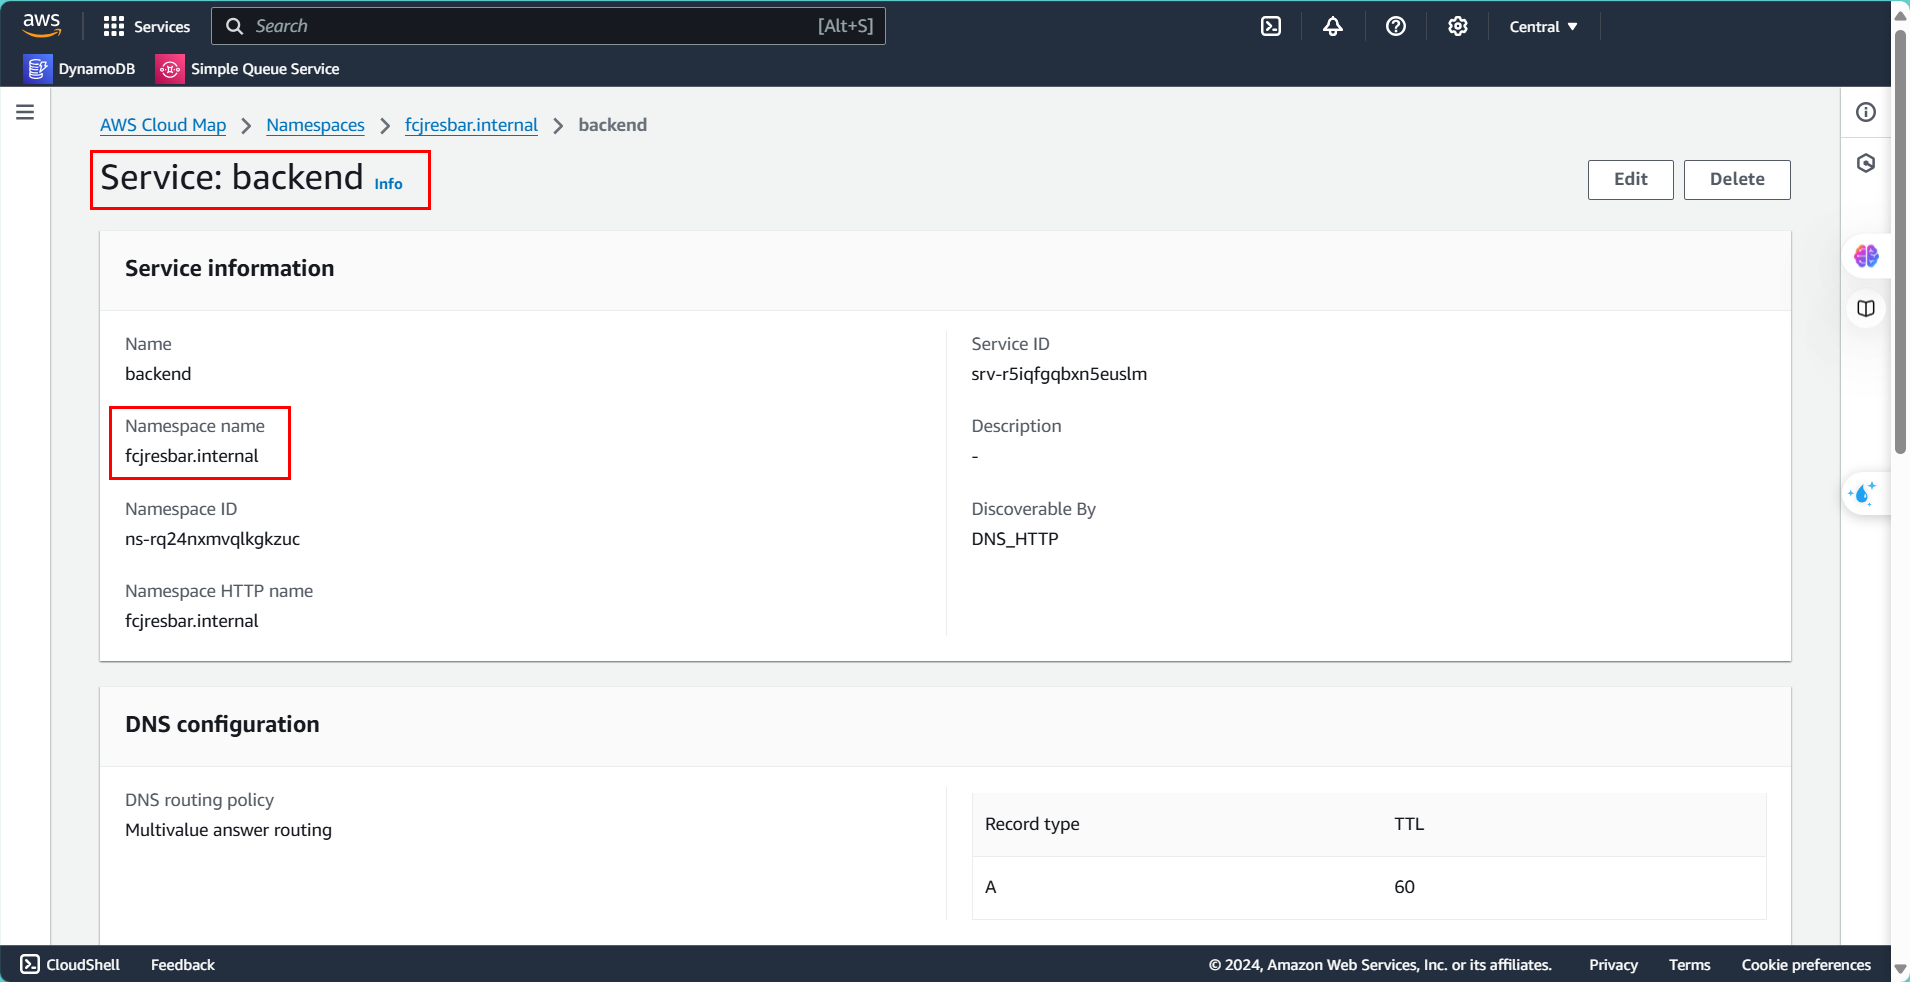 aws
Services
Search
[Alt+S]
Central
DynamoDB
Simple Queue Service
AWS Cloud Map
Namespaces
fcjresbar.internal
backend
Service: backend Info
Edit
Delete
Service information
Name
backend
Namespace name
fcjresbar.internal
Namespace ID
ns-rq24nxmvqlkgkzuc
Namespace HTTP name
fcjresbar.internal
Service ID
srv-r5iqfgqbxn5euslm
Description
-
Discoverable By
DNS_HTTP
DNS configuration
DNS routing policy
Multivalue answer routing
Record type TTL
A 60
CloudShell
Feedback
© 2024, Amazon Web Services, Inc. or its affiliates.
Privacy
Terms
Cookie preferences